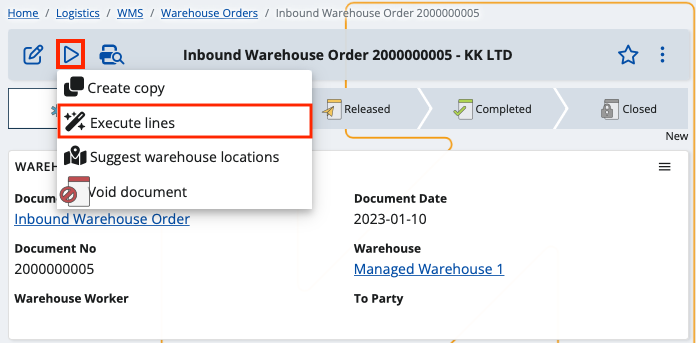 Home / Logistics / WMS / Warehouse Orders / Inbound Warehouse Order 2000000005
Inbound Warehouse Order 2000000005 - KK LTD
Create copy
Execute lines
Suggest warehouse locations
Void document
Released
Completed
Closed
New
Document Date
Inbound Warehouse Order
2023-01-10
Document No
Warehouse
2000000005
Managed Warehouse 1
Warehouse Worker
To Party